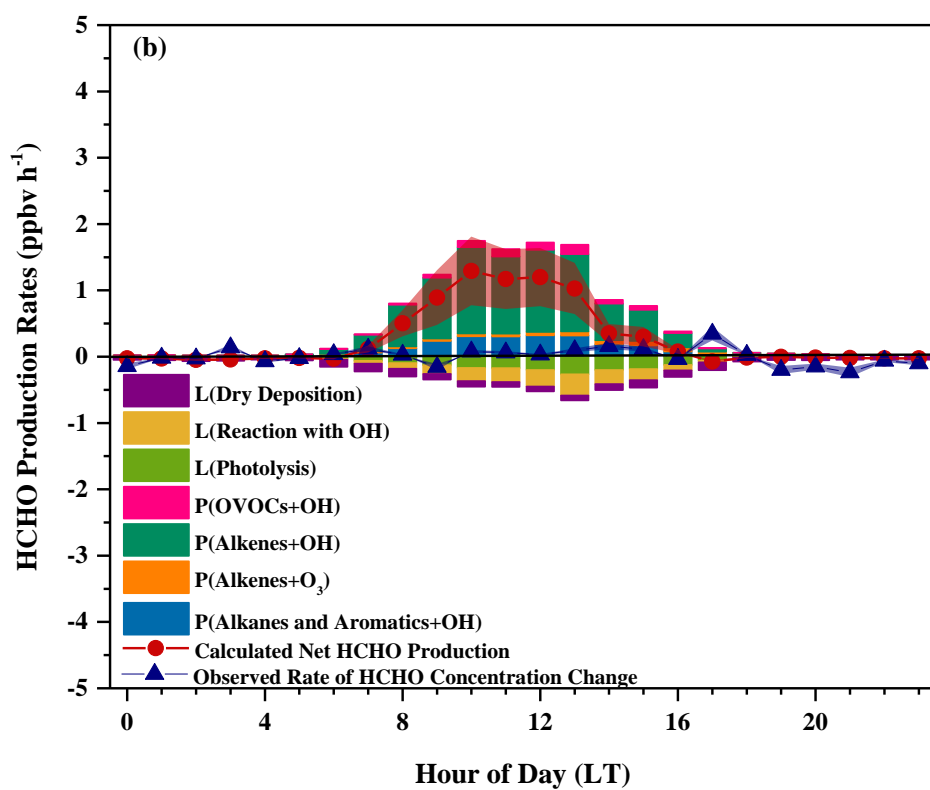 (b)
HCHO Production Rates (ppbv h⁻¹)
5
4
3
2
1
0
-1
-2
-3
-4
-5
L(Dry Deposition)
L(Reaction with OH)
L(Photolysis)
P(OVOCs+OH)
P(Alkenes+OH)
P(Alkenes+O₃)
P(Alkanes and Aromatics+OH)
Calculated Net HCHO Production
Observed Rate of HCHO Concentration Change
0 4 8 12 16 20
Hour of Day (LT)